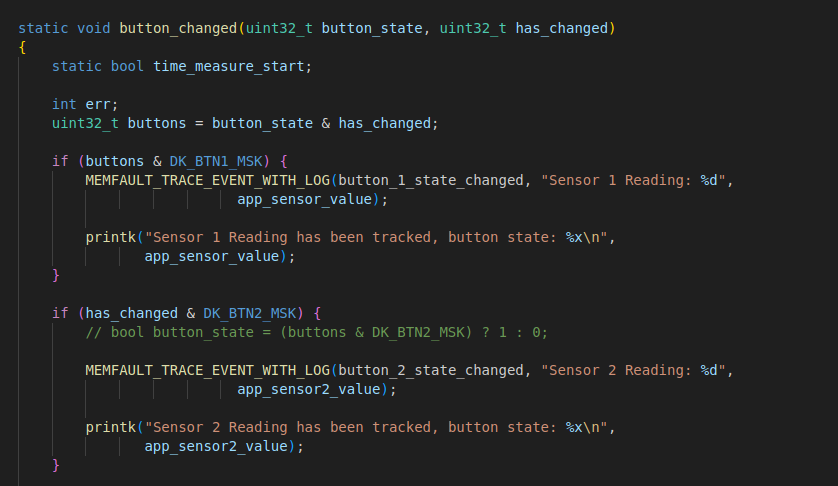 static void button_changed(uint32_t button_state, uint32_t has_changed)
{
    static bool time_measure_start;

    int err;
    uint32_t buttons = button_state & has_changed;

    if (buttons & DK_BTN1_MSK) {
        MEMFAULT_TRACE_EVENT_WITH_LOG(button_1_state_changed, "Sensor 1 Reading: %d",
                          app_sensor_value);

        printk("Sensor 1 Reading has been tracked, button state: %x\n",
               app_sensor_value);
    }

    if (has_changed & DK_BTN2_MSK) {
        // bool button_state = (buttons & DK_BTN2_MSK) ? 1 : 0;

        MEMFAULT_TRACE_EVENT_WITH_LOG(button_2_state_changed, "Sensor 2 Reading: %d",
                          app_sensor2_value);

        printk("Sensor 2 Reading has been tracked, button state: %x\n",
               app_sensor2_value);
    }